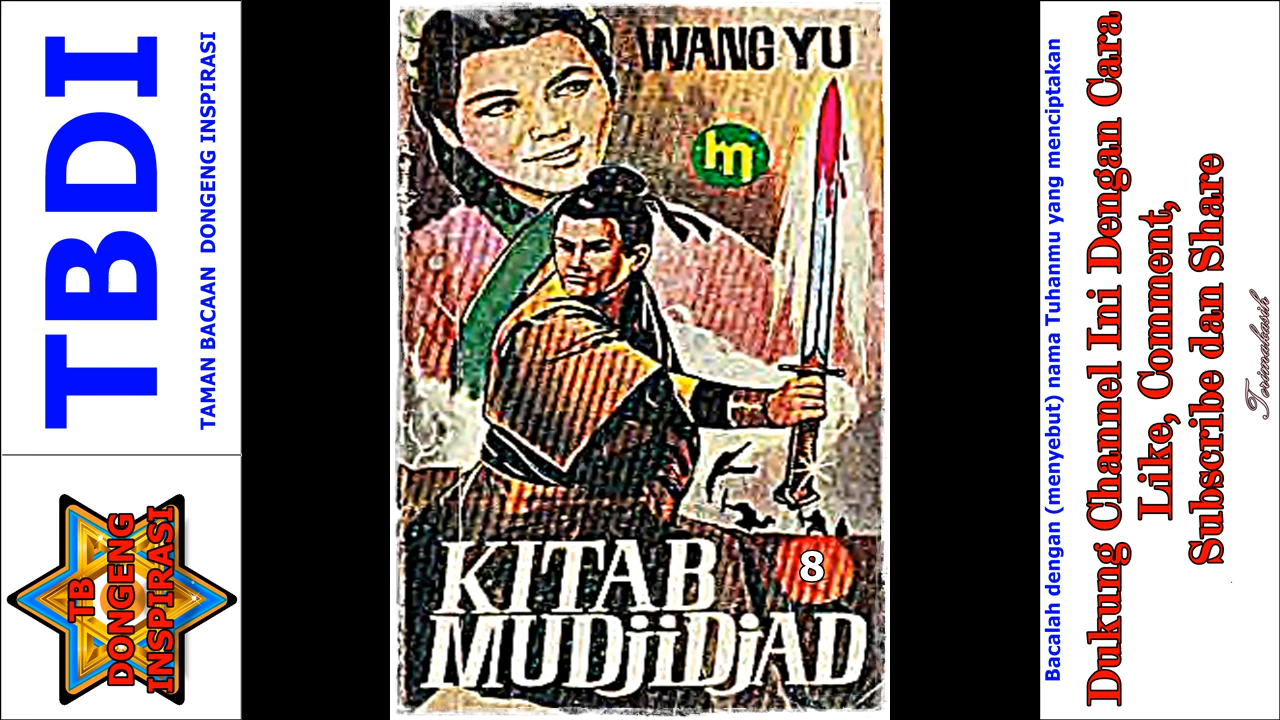 TBDI
TAMAN BACAAN DONGENG INSPIRASI
TB
DONGENG
INSPIRASI
WANG YU
m
8
KITAB
MUDjiDjAD
Bacalah dengan (menyebut) nama Tuhanmu yang menciptakan
Dukung Channel Ini Dengan Cara
Like, Comment,
Subscribe dan Share
Terimakasih